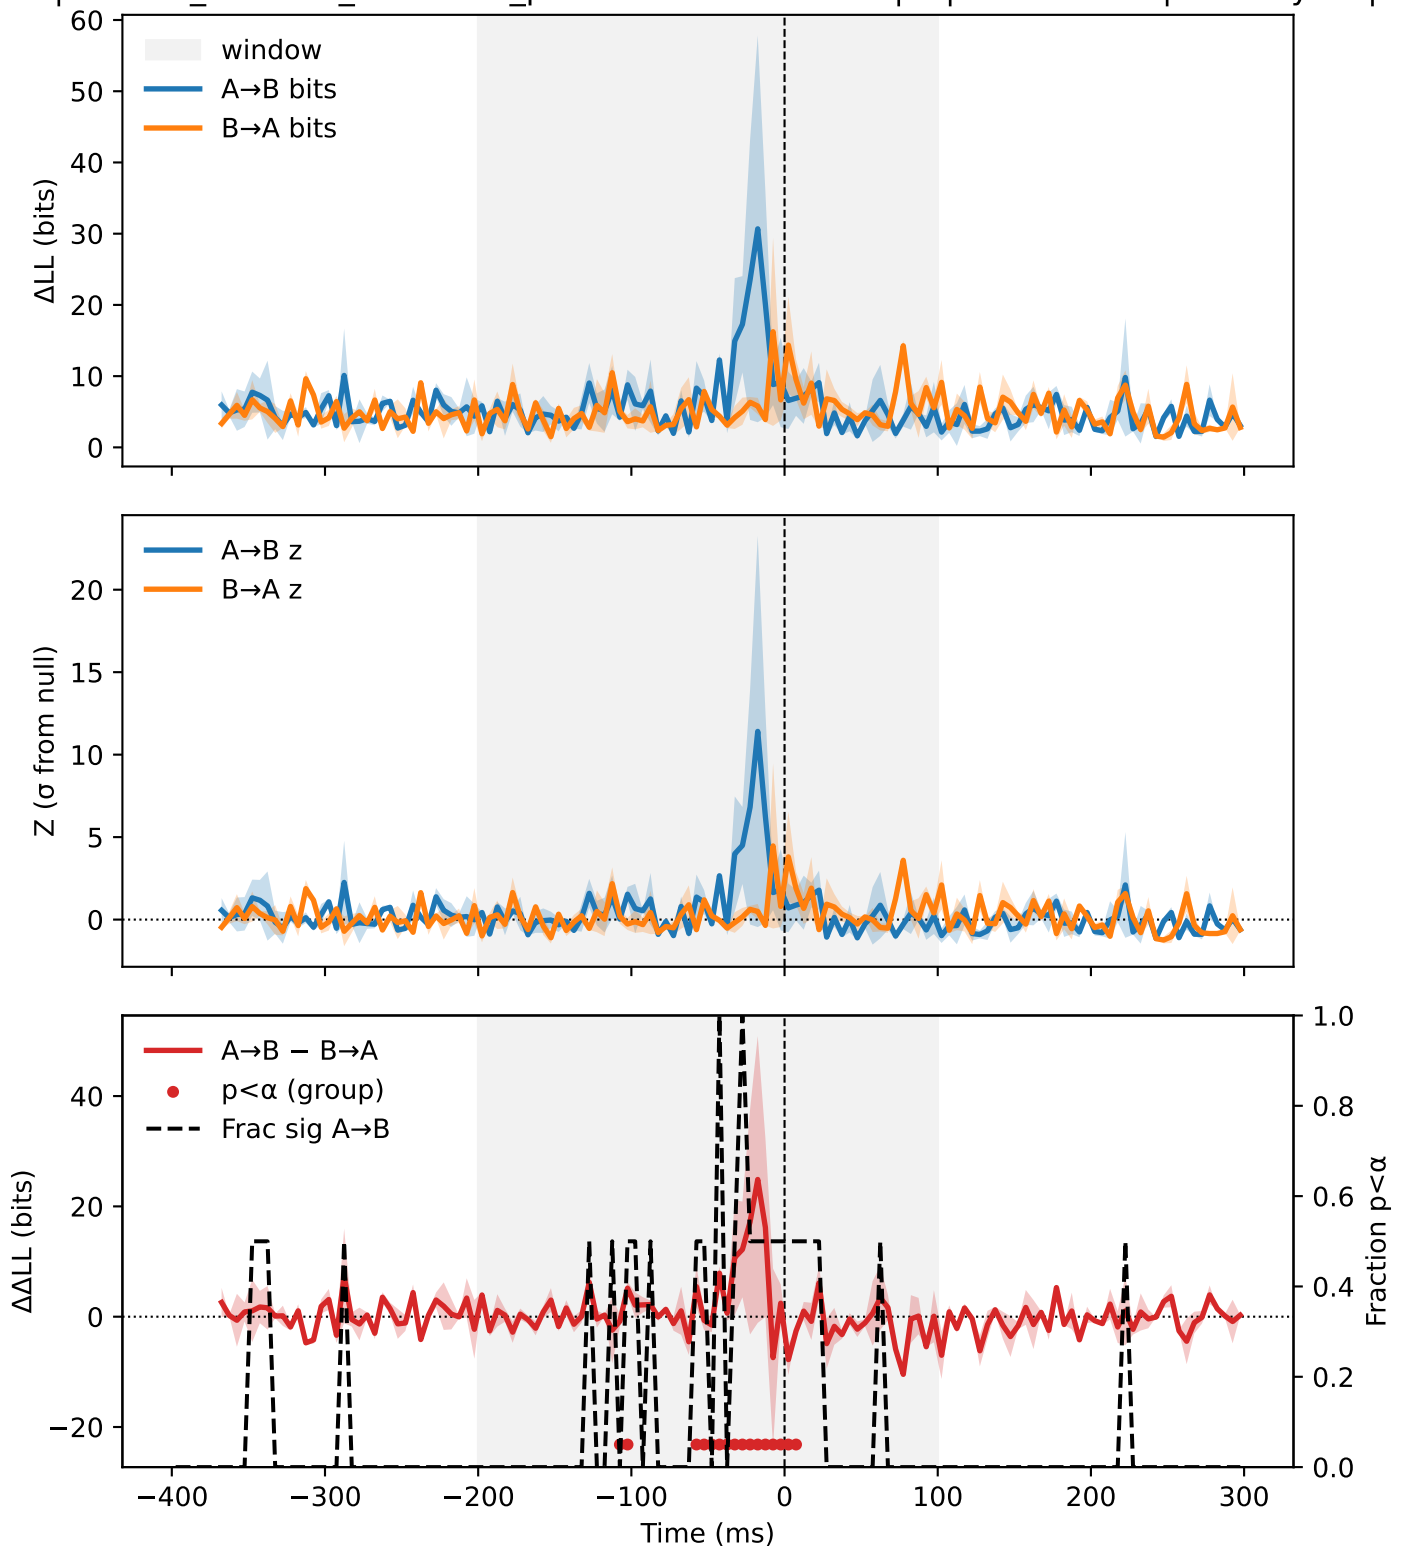 60
50
40
30
20
10
0
ΔLL (bits)
window
A→B bits
B→A bits
20
15
10
5
0
Z (σ from null)
A→B z
B→A z
40
20
0
−20
ΔΔLL (bits)
A→B − B→A
p<α (group)
Frac sig A→B
1.0
0.8
0.6
0.4
0.2
0.0
Fraction p<α
−400
−300
−200
−100
0
100
200
300
Time (ms)